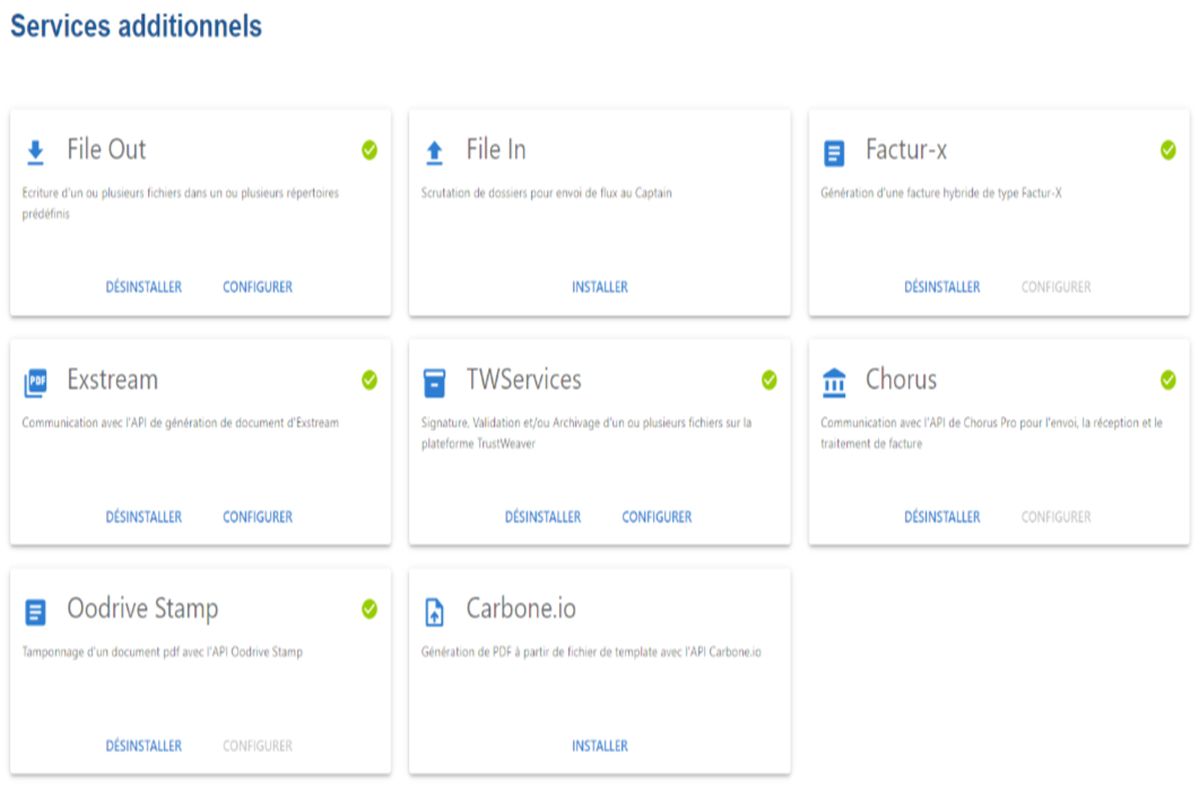 Services additionnels
File Out
Ecriture d'un ou plusieurs fichiers dans un ou plusieurs répertoires
prédéfinis
DÉSINSTALLER CONFIGURER
File In
Scrutation de dossiers pour envoi de flux au Captain
INSTALLER
Factur-x
Génération d'une facture hybride de type Factur-X
DÉSINSTALLER CONFIGURER
PDF
Exstream
Communication avec l'API de génération de document d'Exstream
DÉSINSTALLER CONFIGURER
TWServices
Signature, Validation et/ou Archivage d'un ou plusieurs fichiers sur la
plateforme TrustWeaver
DÉSINSTALLER CONFIGURER
Chorus
Communication avec l'API de Chorus Pro pour l'envoi, la réception et le
traitement de facture
DÉSINSTALLER CONFIGURER
Oodrive Stamp
Tamponnage d'un document pdf avec l'API Oodrive Stamp
DÉSINSTALLER CONFIGURER
Carbone.io
Génération de PDF à partir de fichier de template avec l'API Carbone.io
INSTALLER